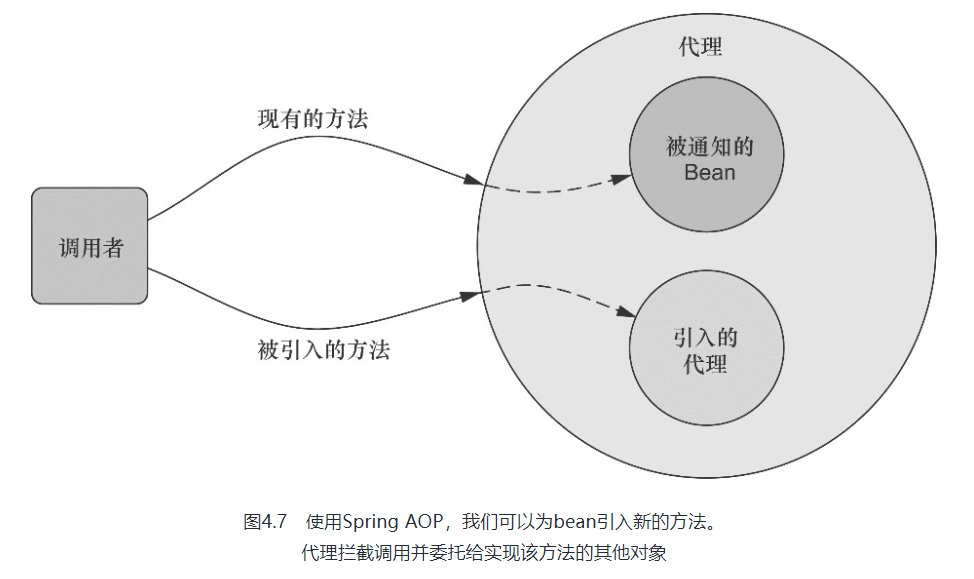 代理
现有的方法
被通知的
Bean
调用者
引入的
代理
被引入的方法
图4.7 使用Spring AOP，我们可以为bean引入新的方法。
代理拦截调用并委托给实现该方法的其他对象